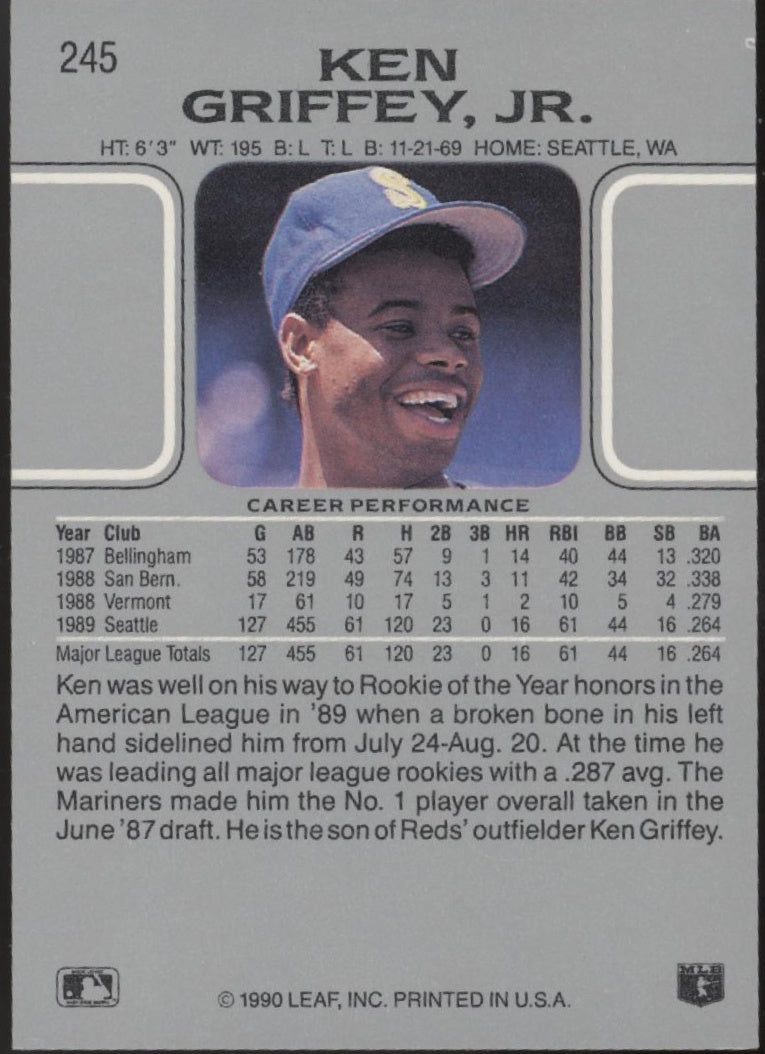 245
KEN
GRIFFEY, JR.
HT: 6'3" WT: 195 B: L T: L B: 11-21-69 HOME: SEATTLE, WA
S
CAREER PERFORMANCE
Year Club G AB R H 2B 3B HR RBI BB SB BA
1987 Bellingham 53 178 43 57 9 1 14 40 44 13 .320
1988 San Bern. 58 219 49 74 13 3 11 42 34 32 .338
1988 Vermont 17 61 10 17 5 1 2 10 5 4 .279
1989 Seattle 127 455 61 120 23 0 16 61 44 16 .264
Major League Totals 127 455 61 120 23 0 16 61 44 16 .264
Ken was well on his way to Rookie of the Year honors in the
American League in '89 when a broken bone in his left
hand sidelined him from July 24-Aug. 20. At the time he
was leading all major league rookies with a .287 avg. The
Mariners made him the No. 1 player overall taken in the
June '87 draft. He is the son of Reds' outfielder Ken Griffey.
© 1990 LEAF, INC. PRINTED IN U.S.A.
MLB